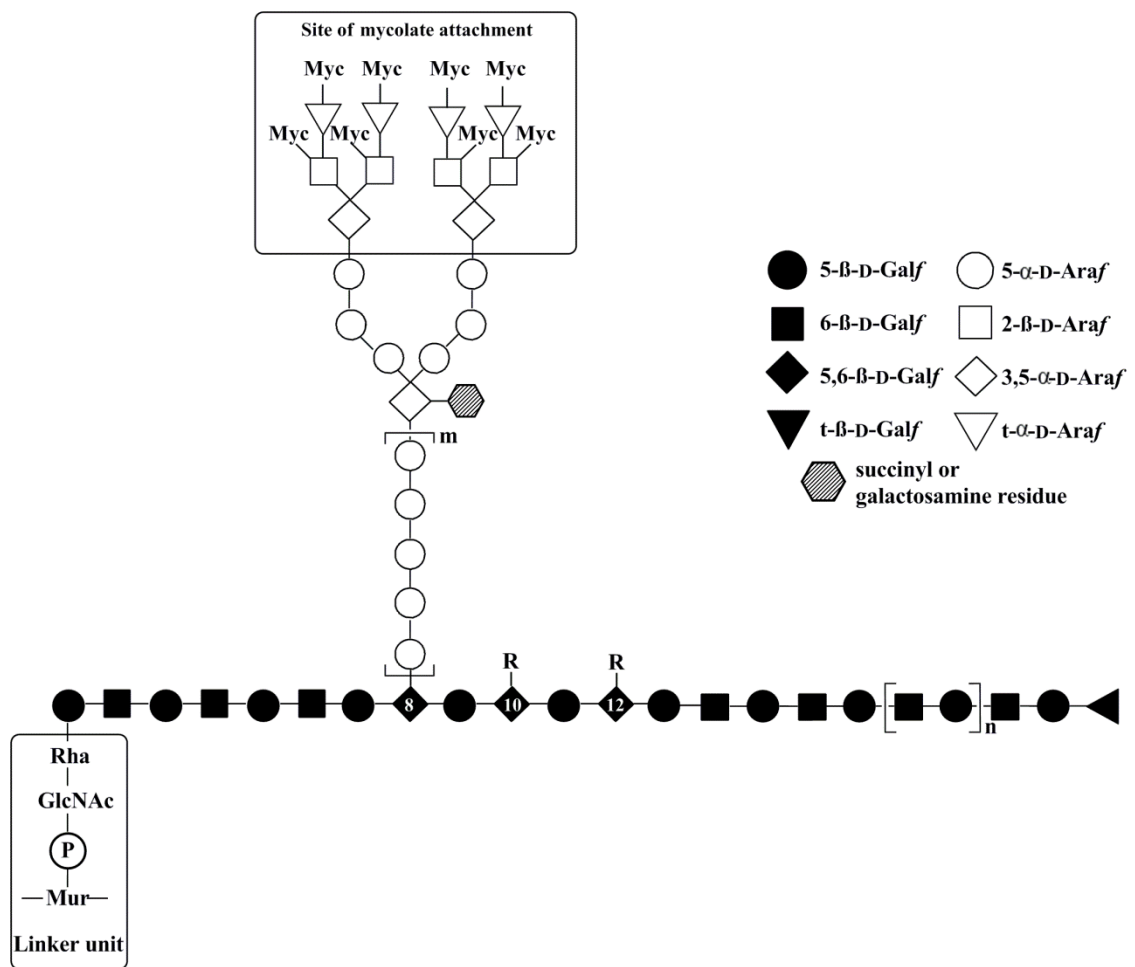 Site of mycolate attachment
Myc Myc Myc Myc
Myc Myc Myc Myc
5-ß-D-Galf 5-α-D-Araf
6-ß-D-Galf 2-ß-D-Araf
5,6-ß-D-Galf 3,5-α-D-Araf
t-ß-D-Galf t-α-D-Araf
m
succinyl or
galactosamine residue
R R
8 10 12
n
Rha
GlcNAc
P
Mur
Linker unit